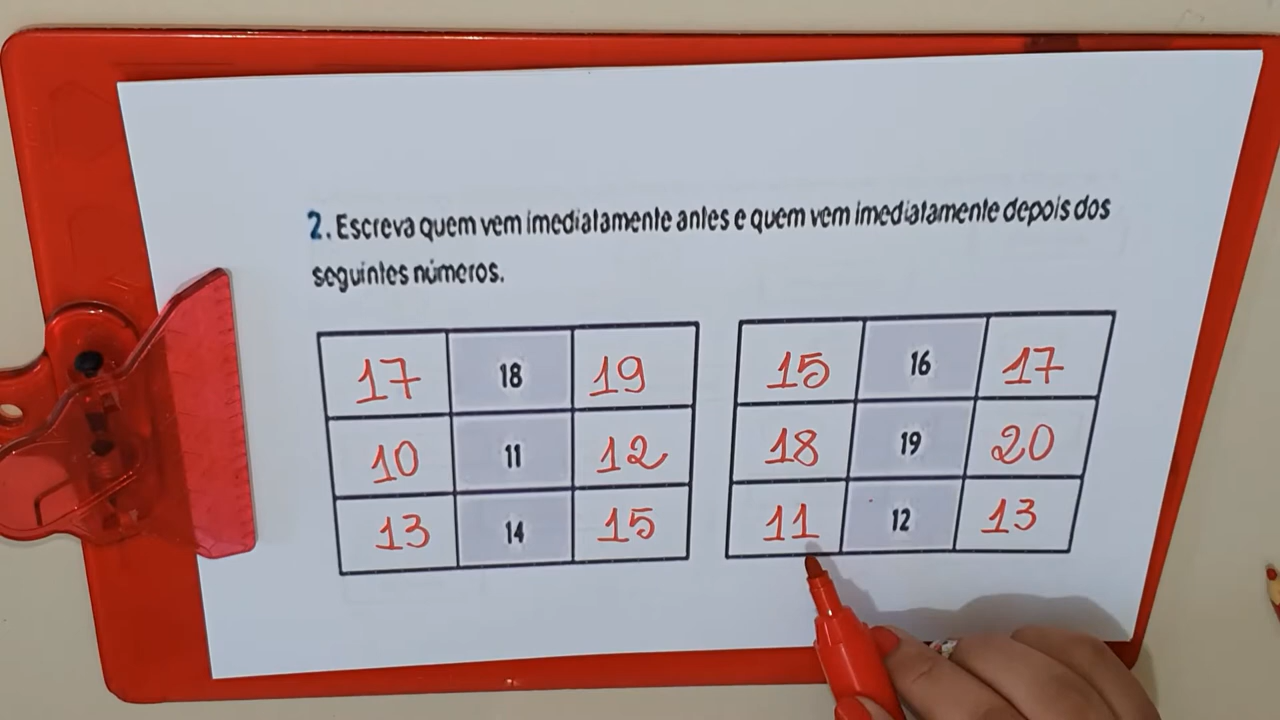 2. Escreva quem vem imediatamente antes e quem vem imediatamente depois dos
seguintes números.
17 18 19
10 11 12
13 14 15
15 16 17
18 19 20
11 12 13